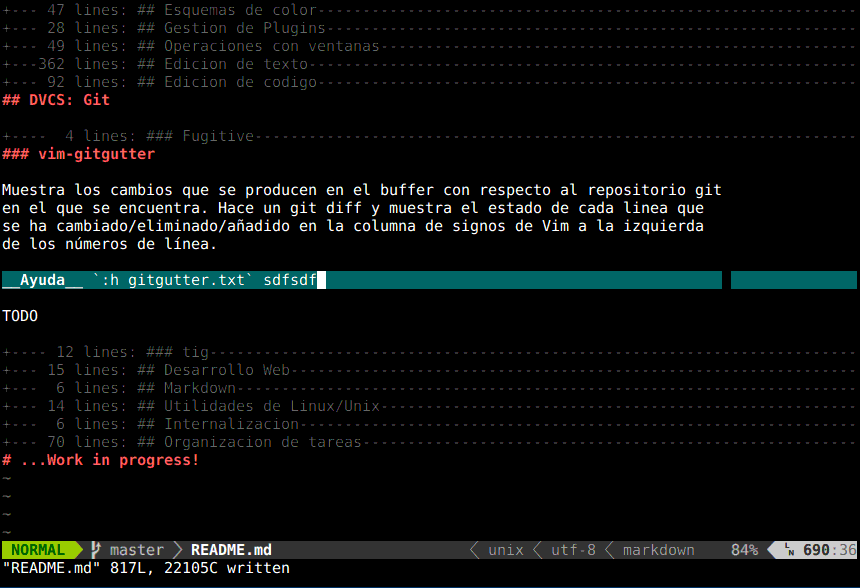 +--- 47 lines: ## Esquemas de color---------------------------------------------------------
+--- 28 lines: ## Gestion de Plugins--------------------------------------------------------
+--- 49 lines: ## Operaciones con ventanas--------------------------------------------------
+---362 lines: ## Edicion de texto----------------------------------------------------------
+--- 92 lines: ## Edicion de codigo---------------------------------------------------------
## DVCS: Git
+----  4 lines: ### Fugitive----------------------------------------------------------------
### vim-gitgutter
Muestra los cambios que se producen en el buffer con respecto al repositorio git
en el que se encuentra. Hace un git diff y muestra el estado de cada linea que
se ha cambiado/eliminado/añadido en la columna de signos de Vim a la izquierda
de los números de línea.
__Ayuda__ `:h gitgutter.txt` sdfsdf
TODO
+---- 12 lines: ### tig---------------------------------------------------------------------
+--- 15 lines: ## Desarrollo Web------------------------------------------------------------
+---  6 lines: ## Markdown------------------------------------------------------------------
+--- 14 lines: ## Utilidades de Linux/Unix--------------------------------------------------
+---  6 lines: ## Internalizacion-----------------------------------------------------------
+--- 70 lines: ## Organizacion de tareas----------------------------------------------------
# ...Work in progress!
~
~
~
~
NORMAL master README.md unix utf-8 markdown 84% LN 690:36
"README.md" 817L, 22105C written